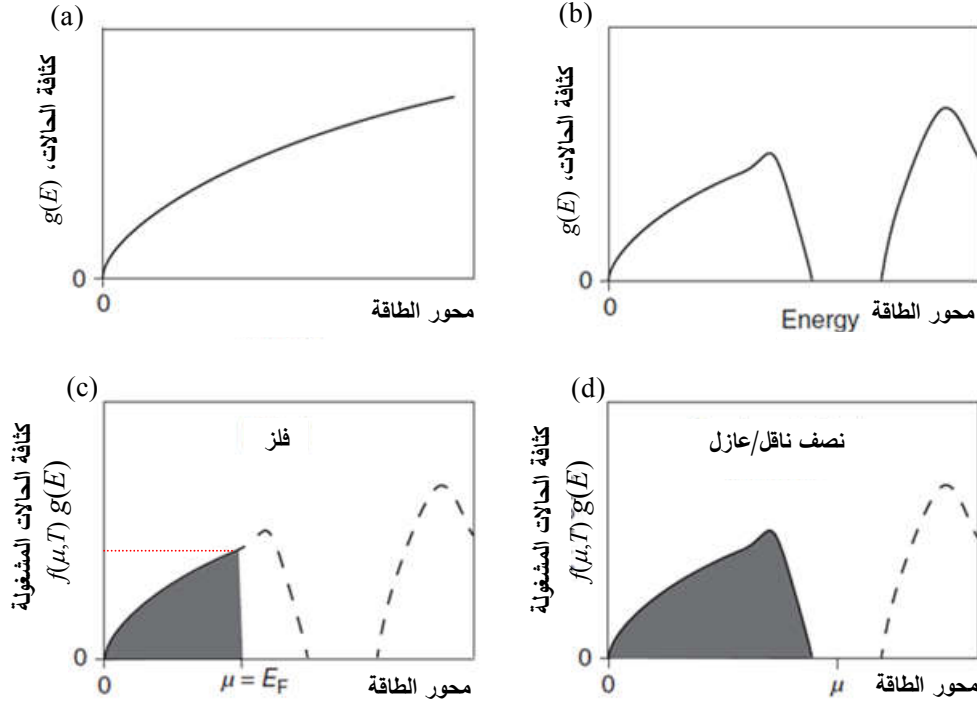 (a)
كثافة الحالات، g(E)
0
0
محور الطاقة
(b)
كثافة الحالات، g(E)
0
0
Energy محور الطاقة
(c)
فلز
كثافة الحالات المشغولة
f(μ,T) g(E)
0
0
μ = E_F
محور الطاقة
(d)
نصف ناقل/عازل
كثافة الحالات المشغولة
f(μ,T) g(E)
0
0
μ
محور الطاقة